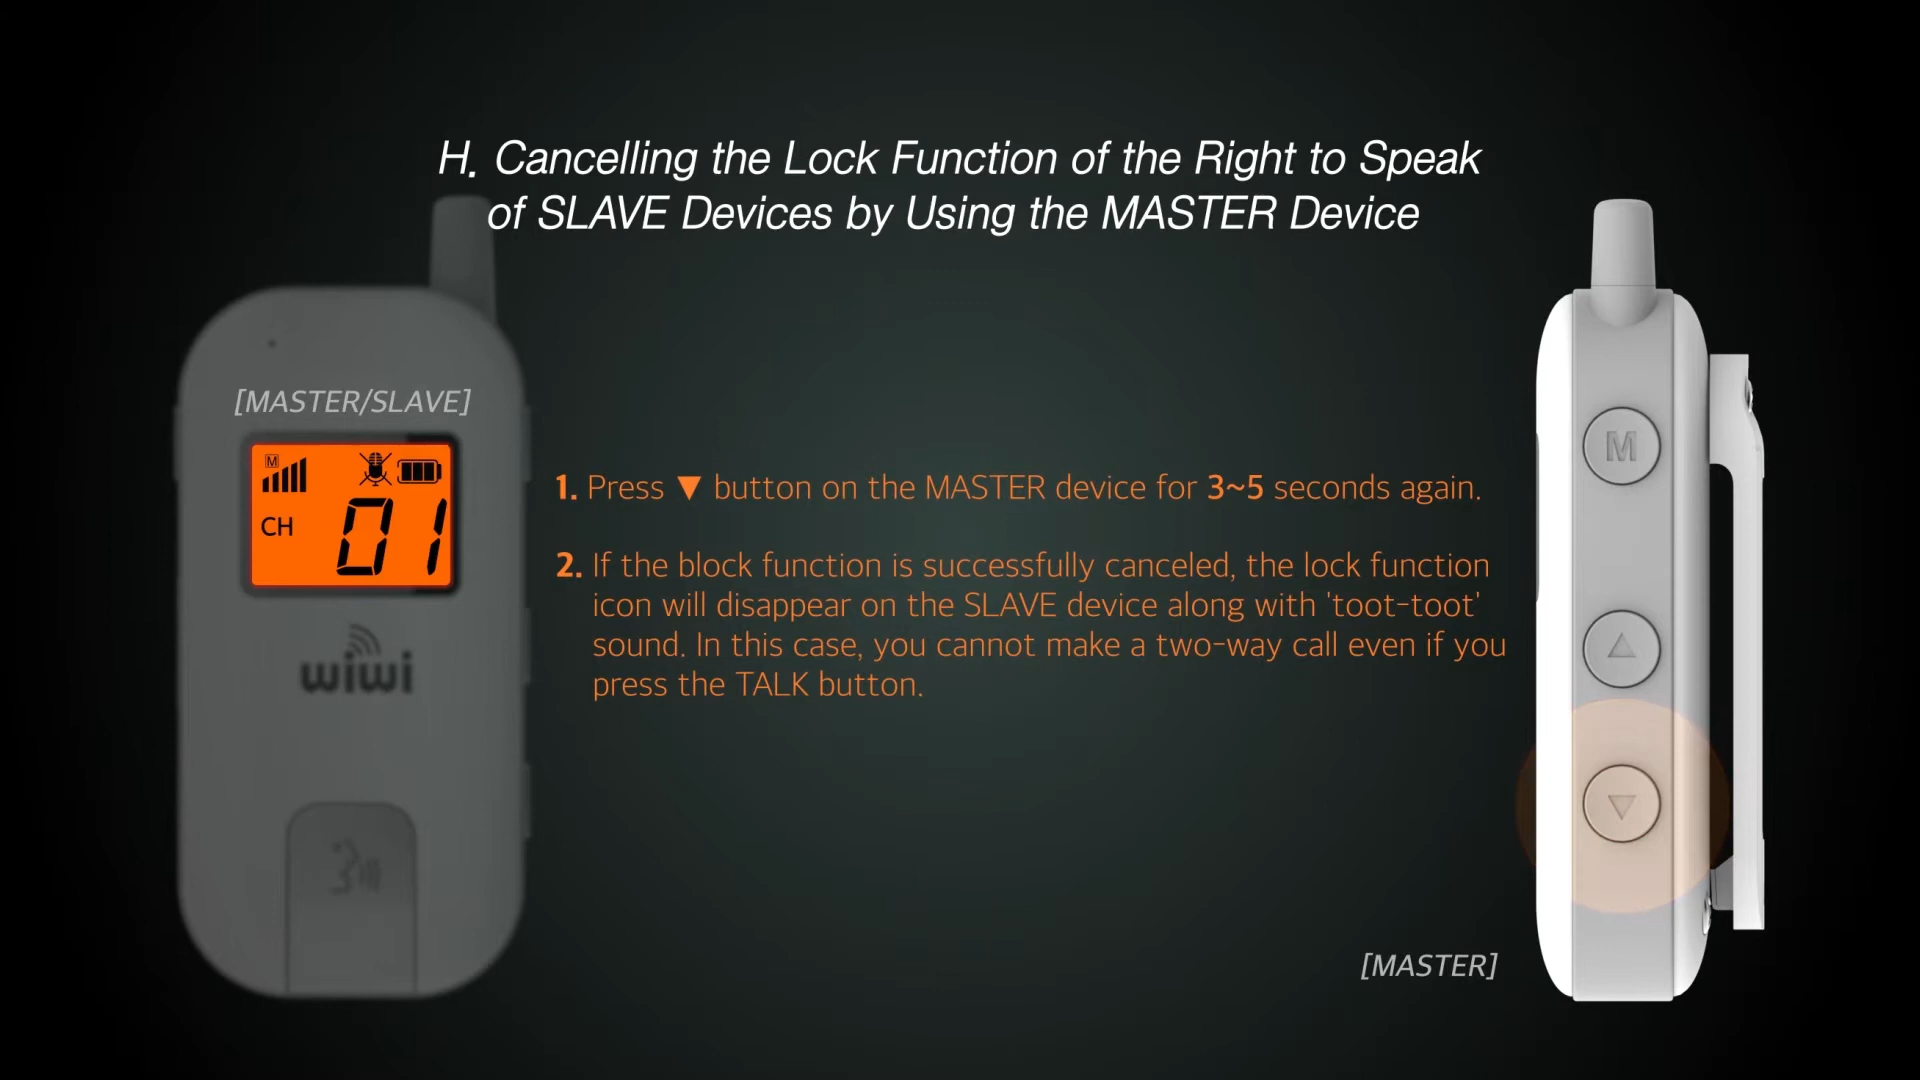 H. Cancelling the Lock Function of the Right to Speak
of SLAVE Devices by Using the MASTER Device
[MASTER/SLAVE]
M
CH 01
wiwi
1. Press ▼ button on the MASTER device for 3~5 seconds again.
2. If the block function is successfully canceled, the lock function
icon will disappear on the SLAVE device along with 'toot-toot'
sound. In this case, you cannot make a two-way call even if you
press the TALK button.
M
[MASTER]